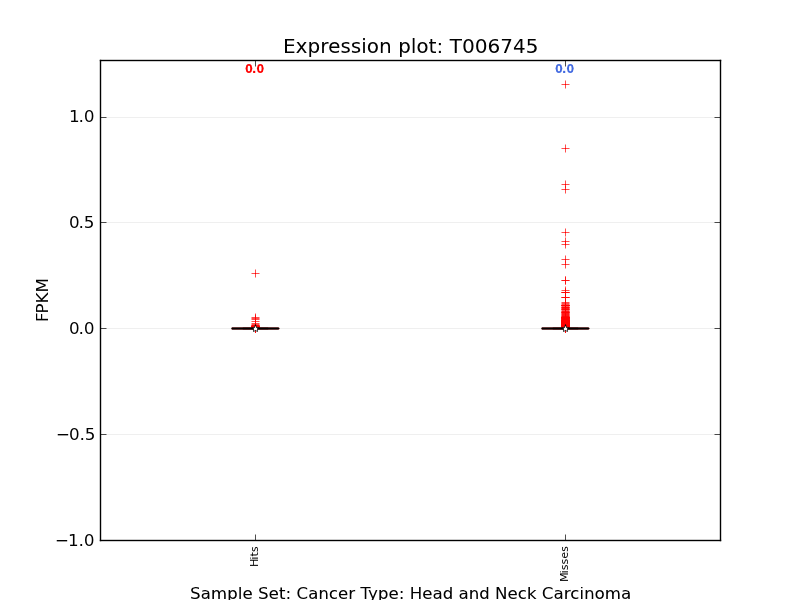 Expression plot: T006745
0.0 0.0
1.0
0.5
0.0
−0.5
−1.0
FPKM
Hits Misses
Sample Set: Cancer Type: Head and Neck Carcinoma